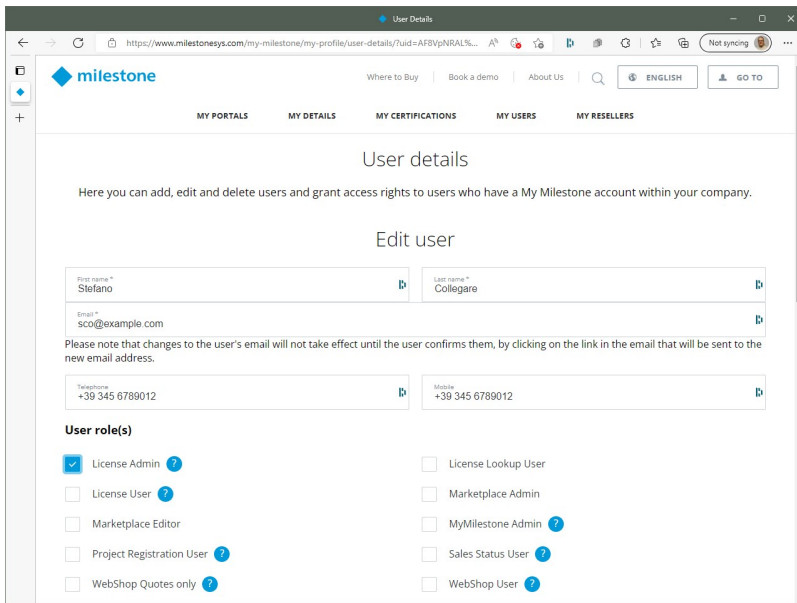 User Details
https://www.milestonesys.com/my-milestone/my-profile/user-details/?uid=AF8VpNRAL%...
Not syncing
milestone
Where to Buy
Book a demo
About Us
ENGLISH
GO TO
MY PORTALS
MY DETAILS
MY CERTIFICATIONS
MY USERS
MY RESELLERS
User details
Here you can add, edit and delete users and grant access rights to users who have a My Milestone account within your company.
Edit user
First name *
Stefano
Last name *
Collegare
Email *
sco@example.com
Please note that changes to the user's email will not take effect until the user confirms them, by clicking on the link in the email that will be sent to the
new email address.
Telephone
+39 345 6789012
Mobile
+39 345 6789012
User role(s)
License Admin ?
License Lookup User
License User ?
Marketplace Admin
Marketplace Editor
MyMilestone Admin ?
Project Registration User ?
Sales Status User ?
WebShop Quotes only ?
WebShop User ?